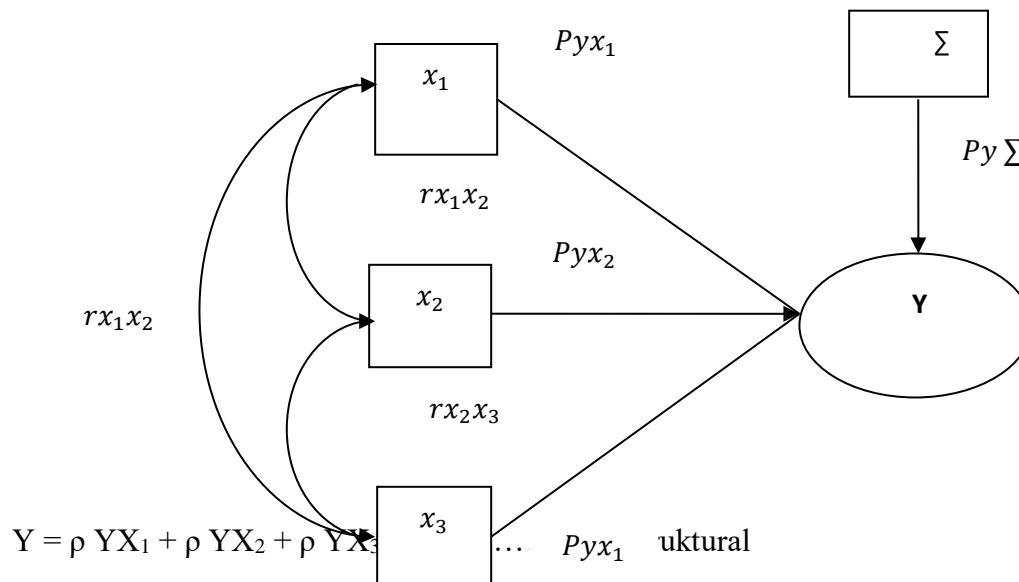 Pyx₁
Σ
x₁
Py Σ
rx₁x₂
Pyx₂
x₂
Y
rx₁x₂
rx₂x₃
x₃
Y = ρ YX₁ + ρ YX₂ + ρ YX₃ …. Pyx₁ uktural